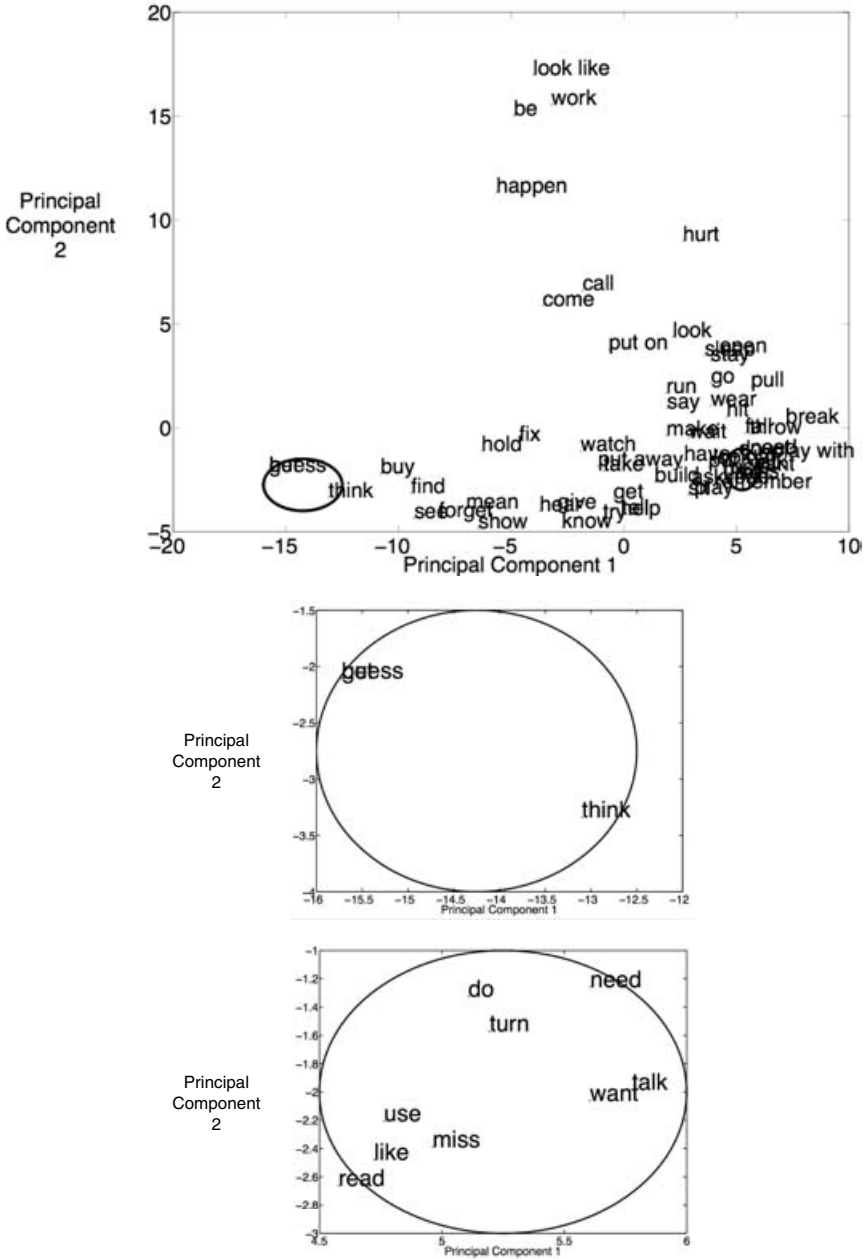 20
look like
work
be
15
happen
Principal
Component
2
10
hurt
call
come
5
look
put on
open
stay
go
pull
run
wear
say
hit
break
0
make
wait
fall
throw
fix
hold
watch
need
play with
guess
put away
have
take
buy
think
find
build
ask
get
mean
hear
give
see
forget
try
help
show
know
play
-5
-20
-15
-10
-5
0
5
10
Principal Component 1
-1.5
-2
guess
-2.5
Principal
Component
2
-3
think
-3.5
-4
-16 -15.5 -15 -14.5 -14 -13.5 -13 -12.5 -12
Principal Component 1
-1
-1.2
do
need
-1.4
turn
-1.6
-1.8
Principal
Component
2
talk
-2
want
use
-2.2
miss
-2.4
like
-2.6
read
-2.8
-3
4.5 5 5.5 6
Principal Component 1